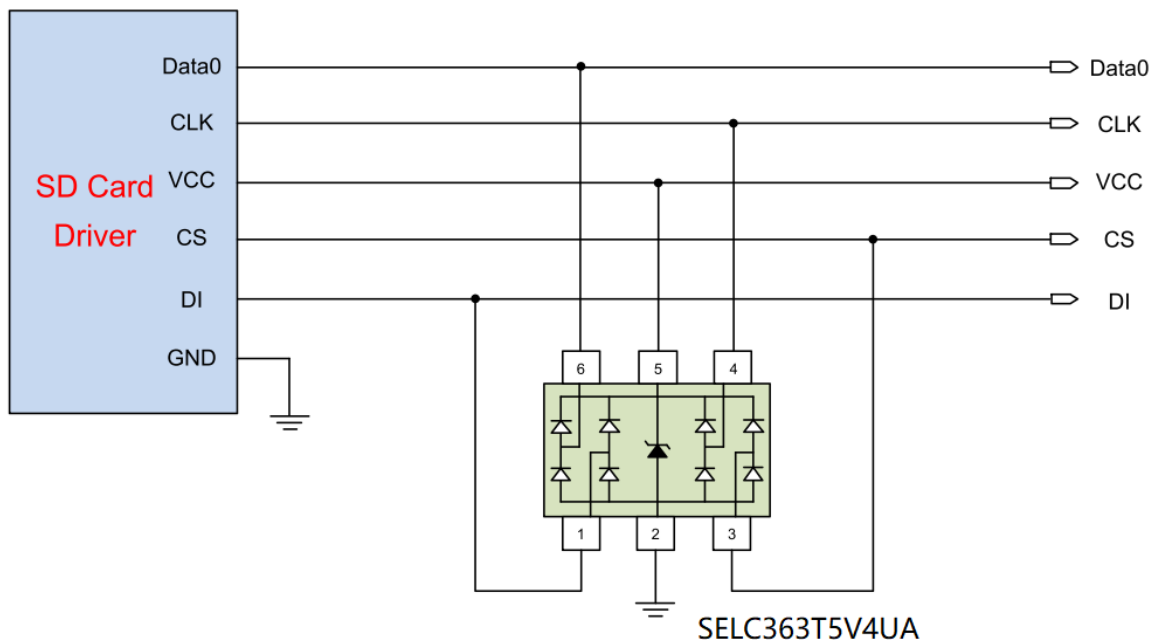 Data0
Data0
CLK
CLK
SD Card
Driver
VCC
VCC
CS
CS
DI
DI
GND
6
5
4
1
2
3
SELC363T5V4UA